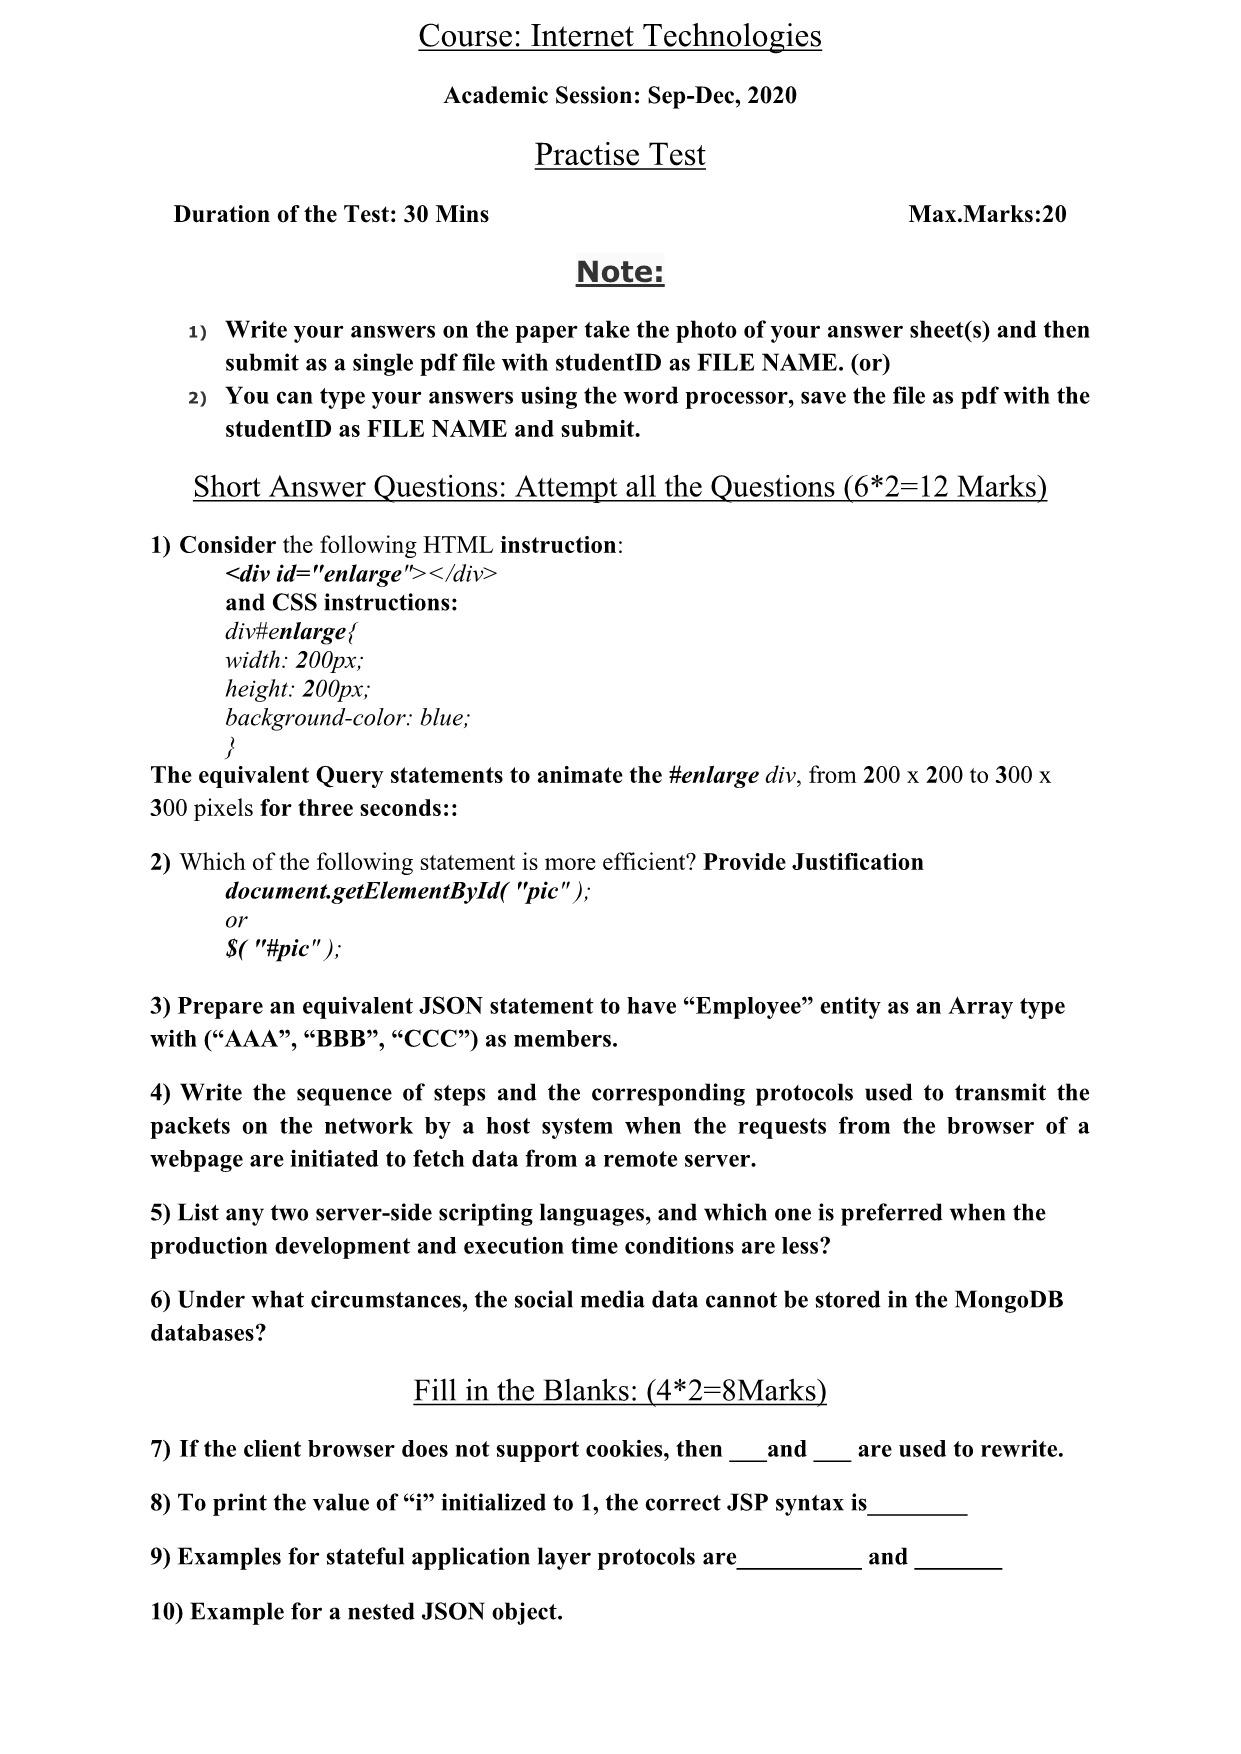 Course: Internet Technologies
Academic Session: Sep-Dec, 2020
Practise Test
Duration of the Test: 30 Mins Max.Marks:20
Note:
1) Write your answers on the paper take the photo of your answer sheet(s) and then
submit as a single pdf file with studentID as FILE NAME. (or)
2) You can type your answers using the word processor, save the file as pdf with the
studentID as FILE NAME and submit.
Short Answer Questions: Attempt all the Questions (6*2=12 Marks)
1) Consider the following HTML instruction:
<div id="enlarge"></div>
and CSS instructions:
div#enlarge{
width: 200px;
height: 200px;
background-color: blue;
}
The equivalent Query statements to animate the #enlarge div, from 200 x 200 to 300 x
300 pixels for three seconds::
2) Which of the following statement is more efficient? Provide Justification
document.getElementById( "pic" );
or
$( "#pic" );
3) Prepare an equivalent JSON statement to have “Employee” entity as an Array type
with (“AAA”, “BBB”, “CCC”) as members.
4) Write the sequence of steps and the corresponding protocols used to transmit the
packets on the network by a host system when the requests from the browser of a
webpage are initiated to fetch data from a remote server.
5) List any two server-side scripting languages, and which one is preferred when the
production development and execution time conditions are less?
6) Under what circumstances, the social media data cannot be stored in the MongoDB
databases?
Fill in the Blanks: (4*2=8Marks)
7) If the client browser does not support cookies, then ___and ___ are used to rewrite.
8) To print the value of “i” initialized to 1, the correct JSP syntax is________
9) Examples for stateful application layer protocols are__________ and _______
10) Example for a nested JSON object.